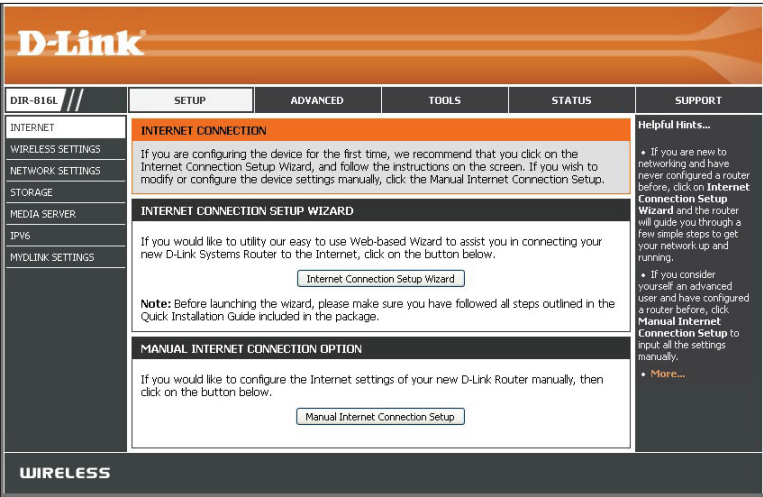 D-Link
DIR-816L
SETUP
ADVANCED
TOOLS
STATUS
SUPPORT
INTERNET
WIRELESS SETTINGS
NETWORK SETTINGS
STORAGE
MEDIA SERVER
IPV6
MYDLINK SETTINGS
INTERNET CONNECTION
If you are configuring the device for the first time, we recommend that you click on the
Internet Connection Setup Wizard, and follow the instructions on the screen. If you wish to
modify or configure the device settings manually, click the Manual Internet Connection Setup.
INTERNET CONNECTION SETUP WIZARD
If you would like to utility our easy to use Web-based Wizard to assist you in connecting your
new D-Link Systems Router to the Internet, click on the button below.
Internet Connection Setup Wizard
Note: Before launching the wizard, please make sure you have followed all steps outlined in the
Quick Installation Guide included in the package.
MANUAL INTERNET CONNECTION OPTION
If you would like to configure the Internet settings of your new D-Link Router manually, then
click on the button below.
Manual Internet Connection Setup
Helpful Hints...
• If you are new to
networking and have
never configured a router
before, click on Internet
Connection Setup
Wizard and the router
will guide you through a
few simple steps to get
your network up and
running.
• If you consider
yourself an advanced
user and have configured
a router before, click
Manual Internet
Connection Setup to
input all the settings
manually.
• More...
WIRELESS